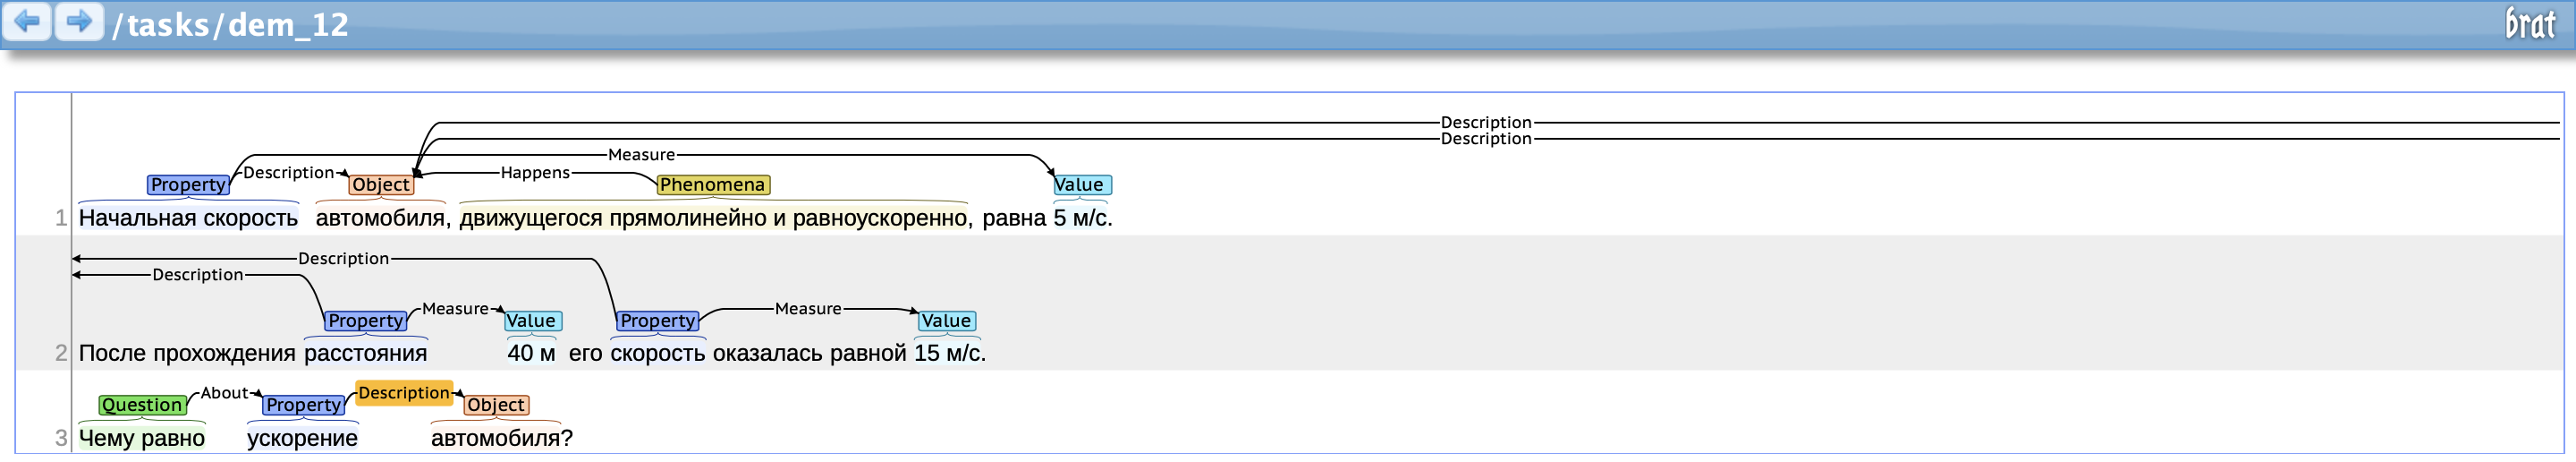 /tasks/dem_12 brat
Description
Description
Measure
Description Happens
Property Object Phenomena Value
1 Начальная скорость автомобиля, движущегося прямолинейно и равноускоренно, равна 5 м/с.
Description
Description
Measure Measure
Property Value Property Value
2 После прохождения расстояния 40 м его скорость оказалась равной 15 м/с.
About Description
Question Property Object
3 Чему равно ускорение автомобиля?